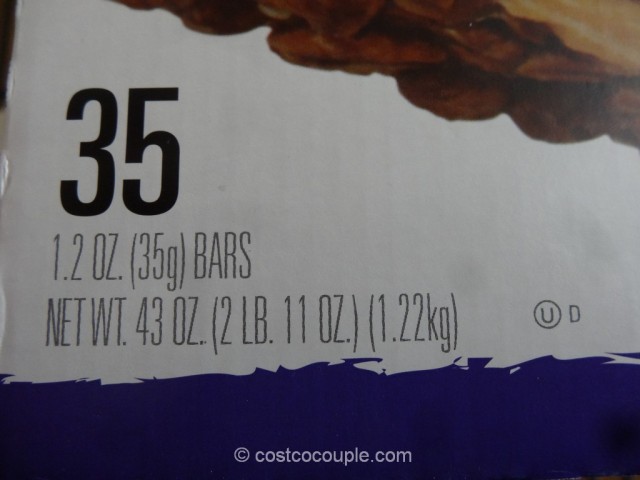 35
1.2 OZ. (35g) BARS
NET WT. 43 OZ. (2 LB. 11 OZ.) (1.22kg)
Ⓤ D
© costcocouple.com